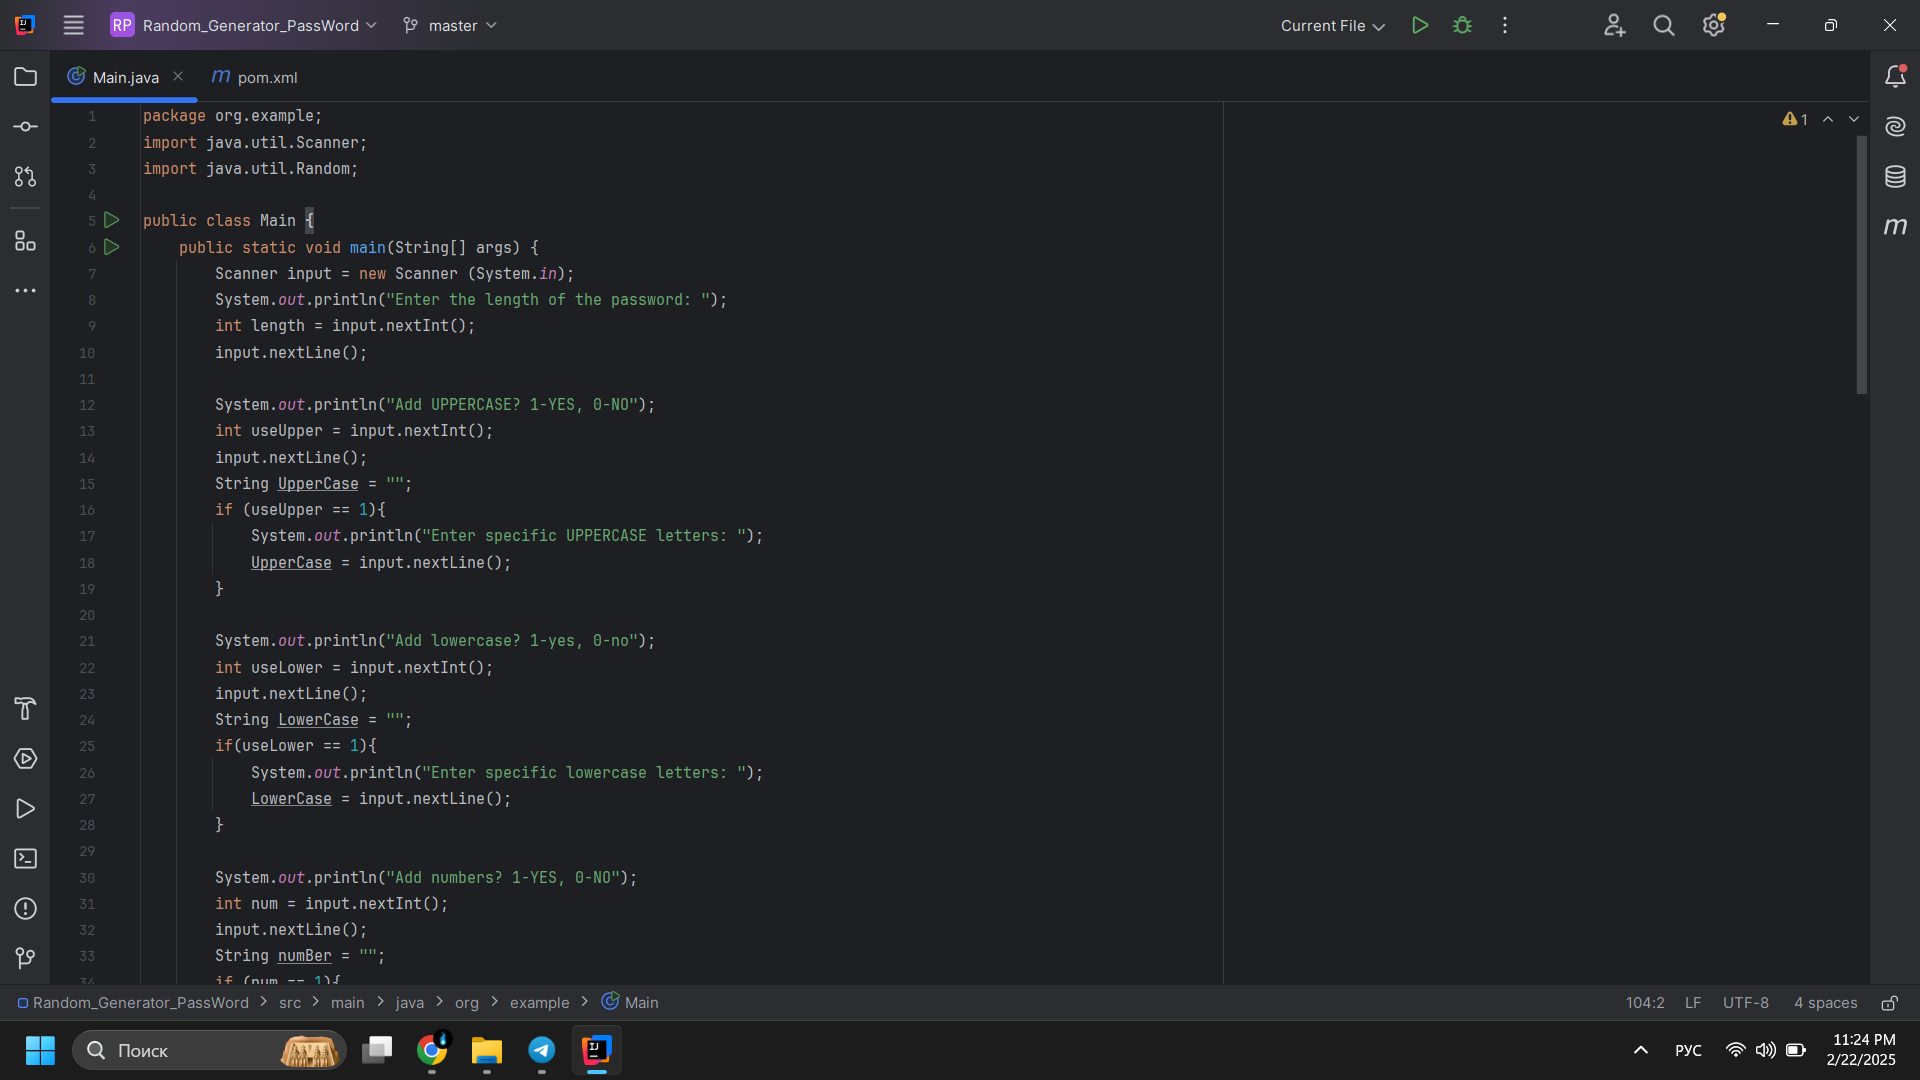 RP Random_Generator_PassWord master Current File
Main.java pom.xml
1 package org.example;
2 import java.util.Scanner;
3 import java.util.Random;
4
5 public class Main {
6 public static void main(String[] args) {
7 Scanner input = new Scanner (System.in);
8 System.out.println("Enter the length of the password: ");
9 int length = input.nextInt();
10 input.nextLine();
11
12 System.out.println("Add UPPERCASE? 1-YES, 0-NO");
13 int useUpper = input.nextInt();
14 input.nextLine();
15 String UpperCase = "";
16 if (useUpper == 1){
17 System.out.println("Enter specific UPPERCASE letters: ");
18 UpperCase = input.nextLine();
19 }
20
21 System.out.println("Add lowercase? 1-yes, 0-no");
22 int useLower = input.nextInt();
23 input.nextLine();
24 String LowerCase = "";
25 if(useLower == 1){
26 System.out.println("Enter specific lowercase letters: ");
27 LowerCase = input.nextLine();
28 }
29
30 System.out.println("Add numbers? 1-YES, 0-NO");
31 int num = input.nextInt();
32 input.nextLine();
33 String numBer = "";
34 if (num == 1){
1
Random_Generator_PassWord > src > main > java > org > example > Main 104:2 LF UTF-8 4 spaces
Поиск РУС 11:24 PM
2/22/2025